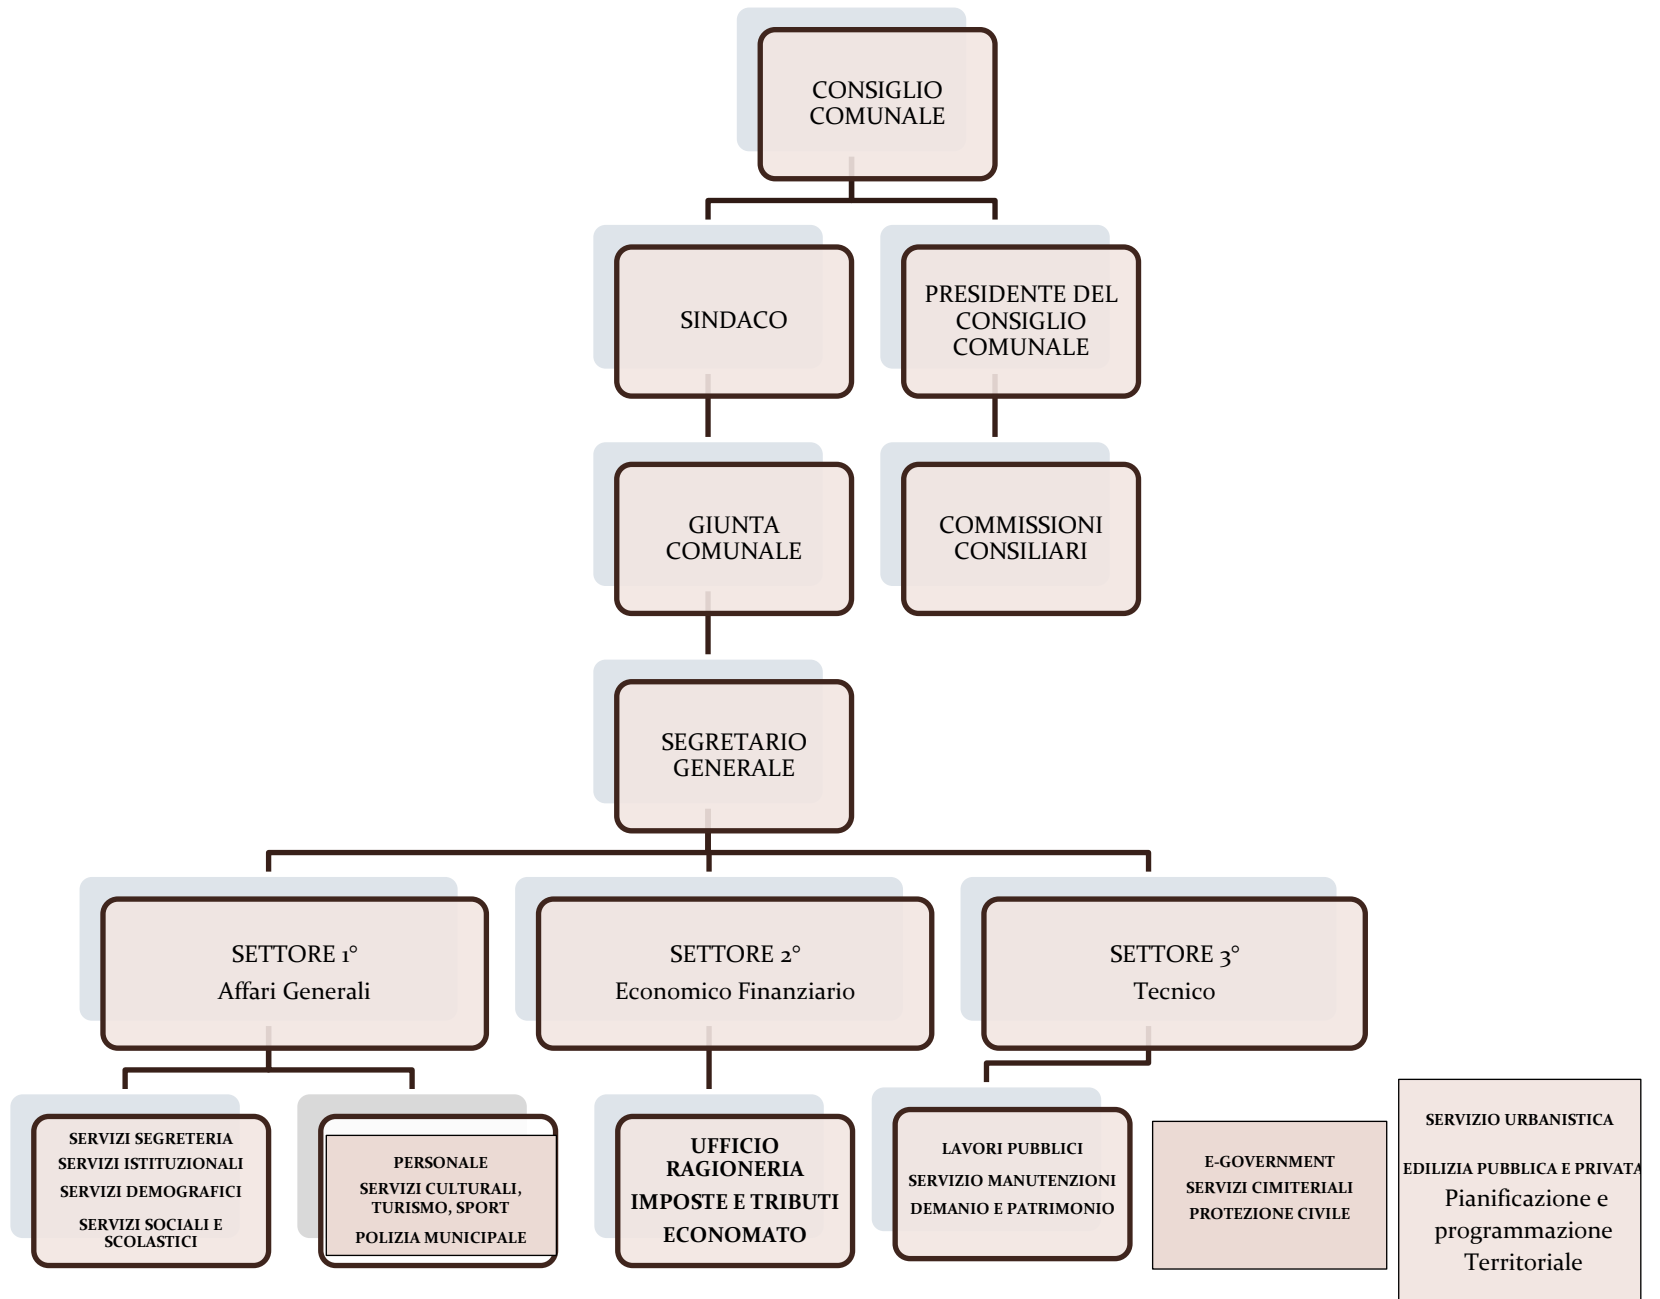 CONSIGLIO
COMUNALE
SINDACO
PRESIDENTE DEL
CONSIGLIO
COMUNALE
GIUNTA
COMUNALE
COMMISSIONI
CONSILIARI
SEGRETARIO
GENERALE
SETTORE 1°
Affari Generali
SETTORE 2°
Economico Finanziario
SETTORE 3°
Tecnico
SERVIZI SEGRETERIA
SERVIZI ISTITUZIONALI
SERVIZI DEMOGRAFICI
SERVIZI SOCIALI E
SCOLASTICI
PERSONALE
SERVIZI CULTURALI,
TURISMO, SPORT
POLIZIA MUNICIPALE
UFFICIO
RAGIONERIA
IMPOSTE E TRIBUTI
ECONOMATO
LAVORI PUBBLICI
SERVIZIO MANUTENZIONI
DEMANIO E PATRIMONIO
E-GOVERNMENT
SERVIZI CIMITERIALI
PROTEZIONE CIVILE
SERVIZIO URBANISTICA
EDILIZIA PUBBLICA E PRIVATA
Pianificazione e
programmazione
Territoriale